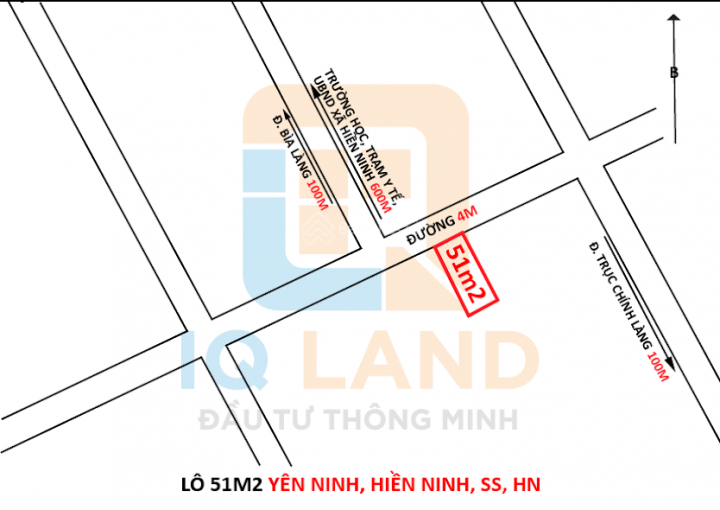 B
TRƯỜNG HỌC, TRẠM Y TẾ,
UBND XÃ HIỀN NINH 600M
Đ. BÌA LÀNG 100M
ĐƯỜNG 4M
51m2
Đ. TRỤC CHÍNH LÀNG 100M
IQ LAND
ĐẦU TƯ THÔNG MINH
LÔ 51M2 YÊN NINH, HIỀN NINH, SS, HN